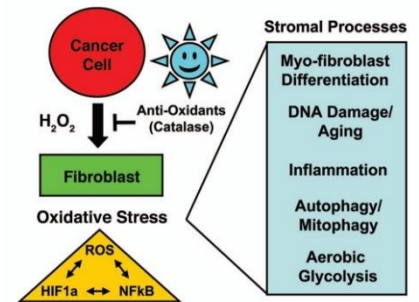 Cancer
Cell
H₂O₂
Anti-Oxidants
(Catalase)
Fibroblast
Oxidative Stress
ROS
HIF1a
NFkB
Stromal Processes
Myo-fibroblast
Differentiation
DNA Damage/
Aging
Inflammation
Autophagy/
Mitophagy
Aerobic
Glycolysis